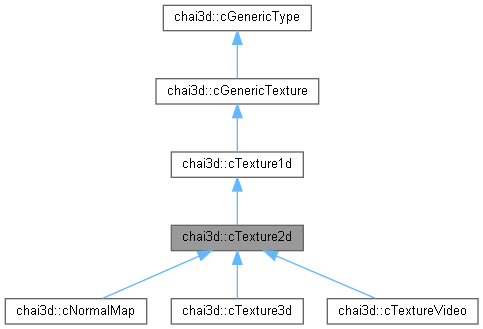 chai3d::cGenericType
chai3d::cGenericTexture
chai3d::cTexture1d
chai3d::cTexture2d
chai3d::cNormalMap
chai3d::cTexture3d
chai3d::cTextureVideo